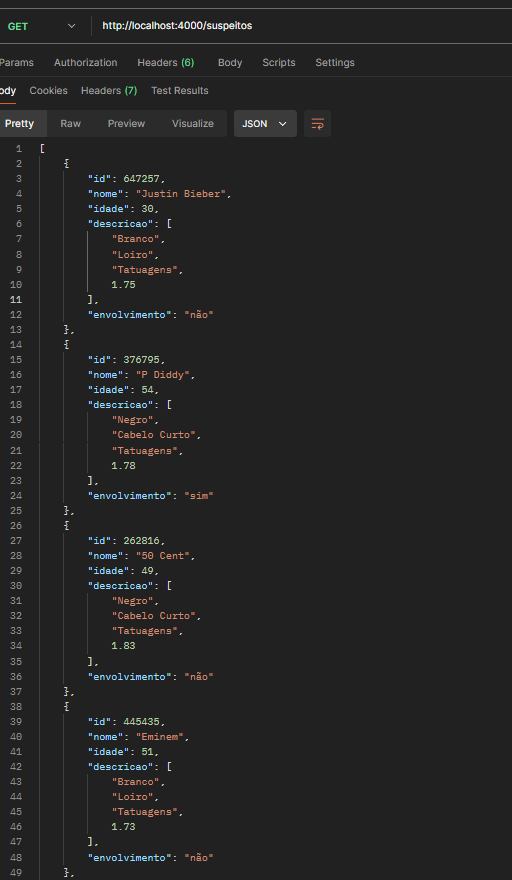 GET http://localhost:4000/suspeitos
Params Authorization Headers (6) Body Scripts Settings
ody Cookies Headers (7) Test Results
Pretty Raw Preview Visualize JSON
1 [
2 {
3 "id": 647257,
4 "nome": "Justin Bieber",
5 "idade": 30,
6 "descricao": [
7 "Branco",
8 "Loiro",
9 "Tatuagens",
10 1.75
11 ],
12 "envolvimento": "não"
13 },
14 {
15 "id": 376795,
16 "nome": "P Diddy",
17 "idade": 54,
18 "descricao": [
19 "Negro",
20 "Cabelo Curto",
21 "Tatuagens",
22 1.78
23 ],
24 "envolvimento": "sim"
25 },
26 {
27 "id": 262816,
28 "nome": "50 Cent",
29 "idade": 49,
30 "descricao": [
31 "Negro",
32 "Cabelo Curto",
33 "Tatuagens",
34 1.83
35 ],
36 "envolvimento": "não"
37 },
38 {
39 "id": 445435,
40 "nome": "Eminem",
41 "idade": 51,
42 "descricao": [
43 "Branco",
44 "Loiro",
45 "Tatuagens",
46 1.73
47 ],
48 "envolvimento": "não"
49 },